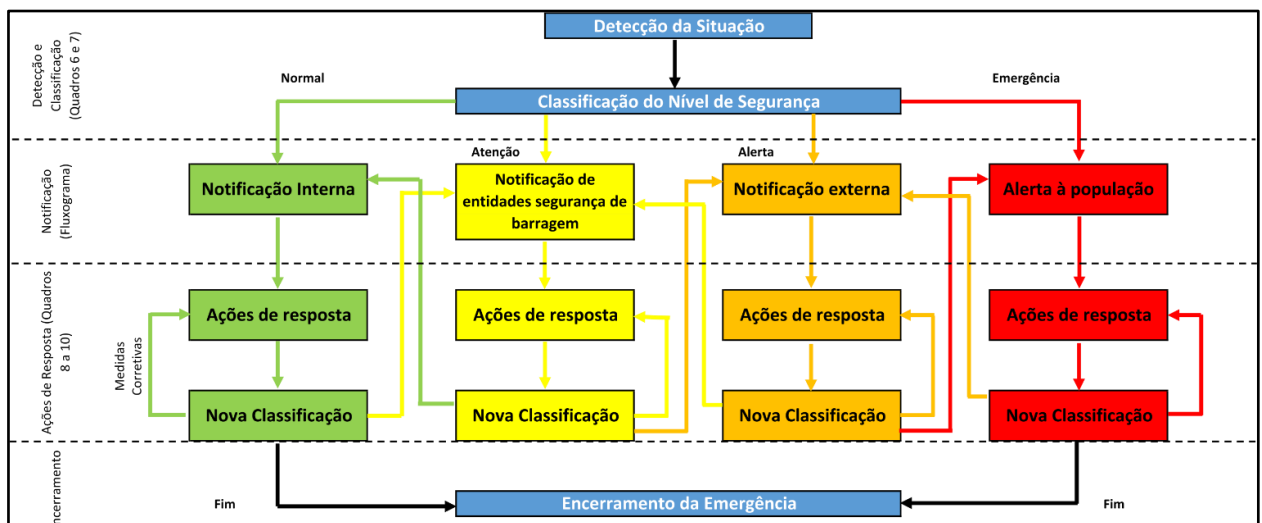 Detecção da Situação
Detecção e
Classificação
(Quadros 6 e 7)
Normal
Emergência
Classificação do Nível de Segurança
Notificação
(Fluxograma)
Atenção
Alerta
Notificação Interna
Notificação de
entidades segurança de
barragem
Notificação externa
Alerta à população
Ações de Resposta (Quadros
8 a 10)
Medidas
Corretivas
Ações de resposta
Ações de resposta
Ações de resposta
Ações de resposta
Nova Classificação
Nova Classificação
Nova Classificação
Nova Classificação
ncerramento
Fim
Encerramento da Emergência
Fim